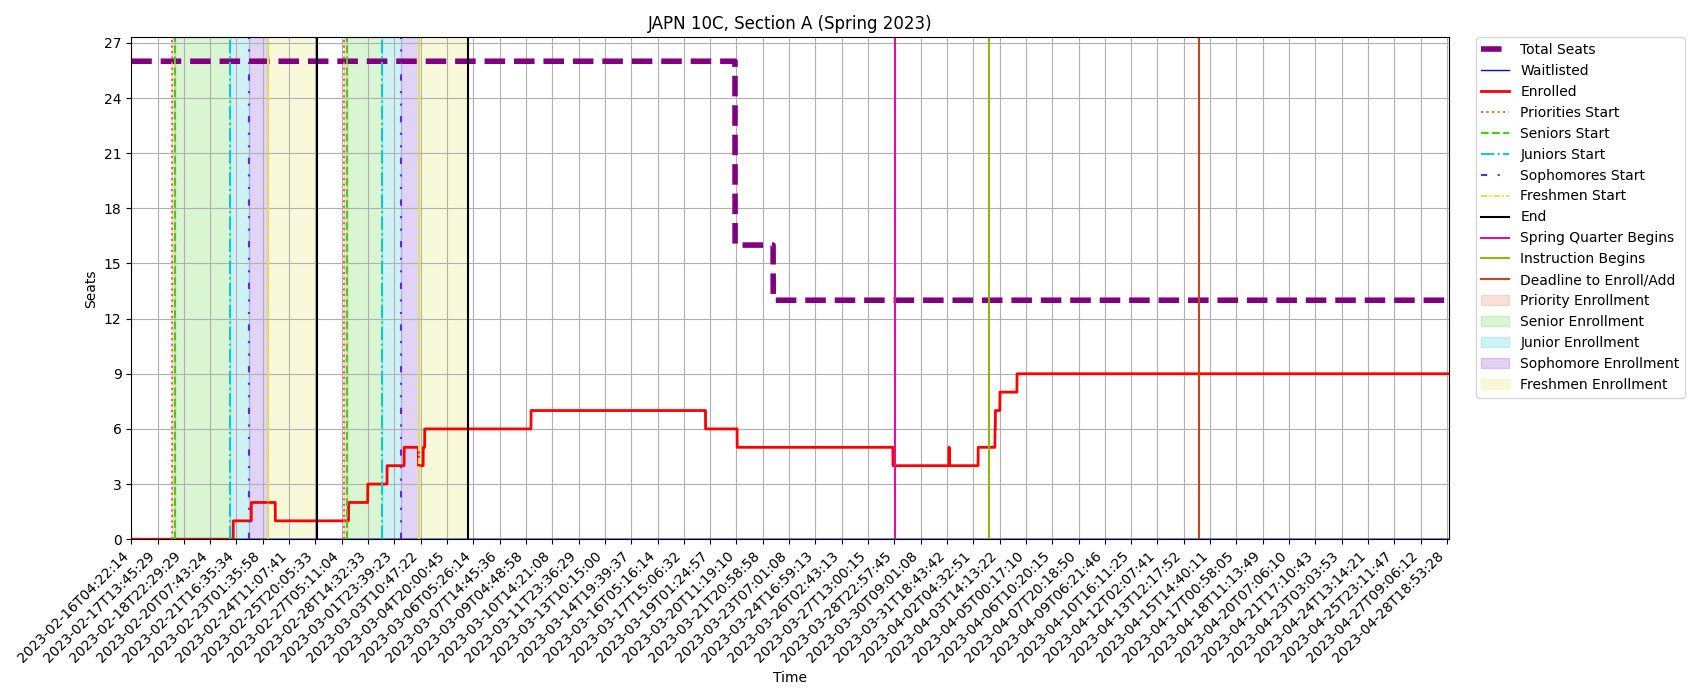 JAPN 10C, Section A (Spring 2023)
27
24
21
18
15
12
9
6
3
0
Seats
2023-02-16T04:22:14
2023-02-17T13:45:29
2023-02-18T22:29:29
2023-02-20T07:43:24
2023-02-21T16:35:34
2023-02-23T01:35:58
2023-02-24T11:07:41
2023-02-25T20:05:33
2023-02-27T05:11:04
2023-02-28T14:32:33
2023-03-01T23:39:23
2023-03-03T10:47:22
2023-03-04T20:00:45
2023-03-06T05:26:14
2023-03-07T14:45:36
2023-03-09T04:48:58
2023-03-10T14:21:08
2023-03-11T23:36:29
2023-03-13T10:15:00
2023-03-14T19:39:37
2023-03-16T05:16:14
2023-03-17T15:06:32
2023-03-19T01:24:57
2023-03-20T11:19:10
2023-03-21T20:58:58
2023-03-23T07:01:08
2023-03-24T16:59:13
2023-03-26T02:43:13
2023-03-27T13:00:15
2023-03-28T22:57:45
2023-03-30T09:01:08
2023-03-31T18:43:42
2023-04-02T04:32:51
2023-04-03T14:13:22
2023-04-05T00:17:10
2023-04-06T10:20:15
2023-04-07T20:18:50
2023-04-09T06:21:46
2023-04-10T16:11:25
2023-04-12T02:07:41
2023-04-13T12:17:52
2023-04-15T14:40:11
2023-04-17T00:58:05
2023-04-18T11:13:49
2023-04-20T07:06:10
2023-04-21T17:10:43
2023-04-23T03:03:53
2023-04-24T13:14:21
2023-04-25T23:11:47
2023-04-27T09:06:12
2023-04-28T18:53:28
Time
Total Seats
Waitlisted
Enrolled
Priorities Start
Seniors Start
Juniors Start
Sophomores Start
Freshmen Start
End
Spring Quarter Begins
Instruction Begins
Deadline to Enroll/Add
Priority Enrollment
Senior Enrollment
Junior Enrollment
Sophomore Enrollment
Freshmen Enrollment